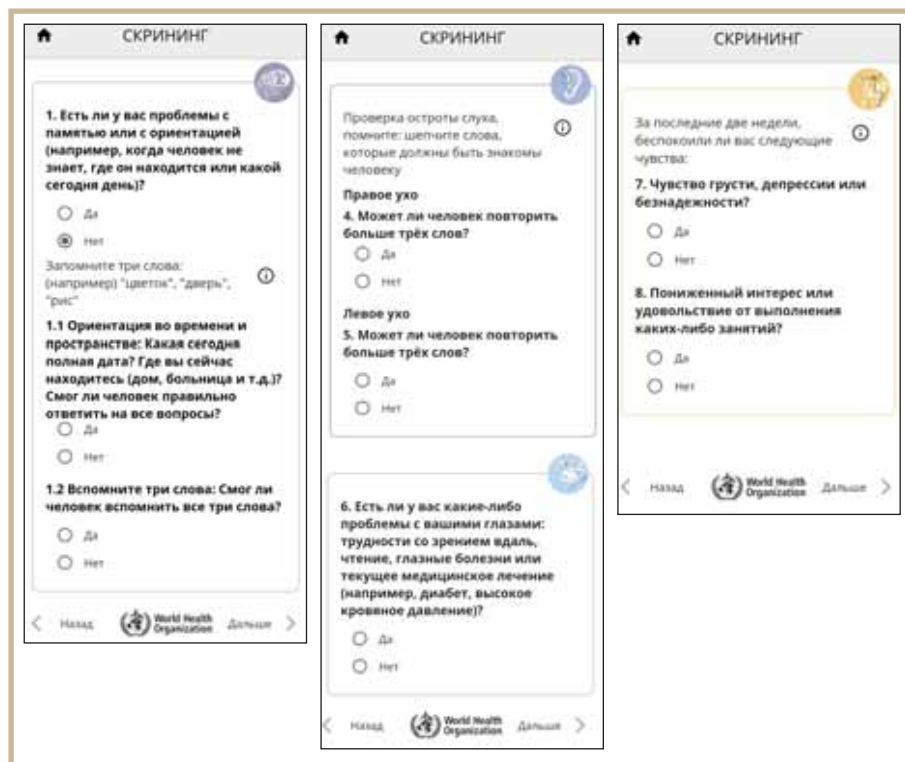 СКРИНИНГ
1. Есть ли у вас проблемы с
памятью или с ориентацией
(например, когда человек не
знает, где он находится или какой
сегодня день)?
Да
Нет
Запомните три слова:
(например) "цветок", "дверь",
"рис"
1.1 Ориентация во времени и
пространстве: Какая сегодня
полная дата? Где вы сейчас
находитесь (дом, больница и т.д.)?
Смог ли человек правильно
ответить на все вопросы?
Да
Нет
1.2 Вспомните три слова: Смог ли
человек вспомнить все три слова?
Да
Нет
Назад
World Health
Organization
Дальше
СКРИНИНГ
Проверка остроты слуха,
помните: шепчите слова,
которые должны быть знакомы
человеку
Правое ухо
4. Может ли человек повторить
больше трёх слов?
Да
Нет
Левое ухо
5. Может ли человек повторить
больше трёх слов?
Да
Нет
6. Есть ли у вас какие-либо
проблемы с вашими глазами:
трудности со зрением вдаль,
чтение, глазные болезни или
текущее медицинское лечение
(например, диабет, высокое
кровяное давление)?
Да
Нет
Назад
World Health
Organization
Дальше
СКРИНИНГ
За последние две недели,
беспокоили ли вас следующие
чувства:
7. Чувство грусти, депрессии или
безнадежности?
Да
Нет
8. Пониженный интерес или
удовольствие от выполнения
каких-либо занятий?
Да
Нет
Назад
World Health
Organization
Дальше